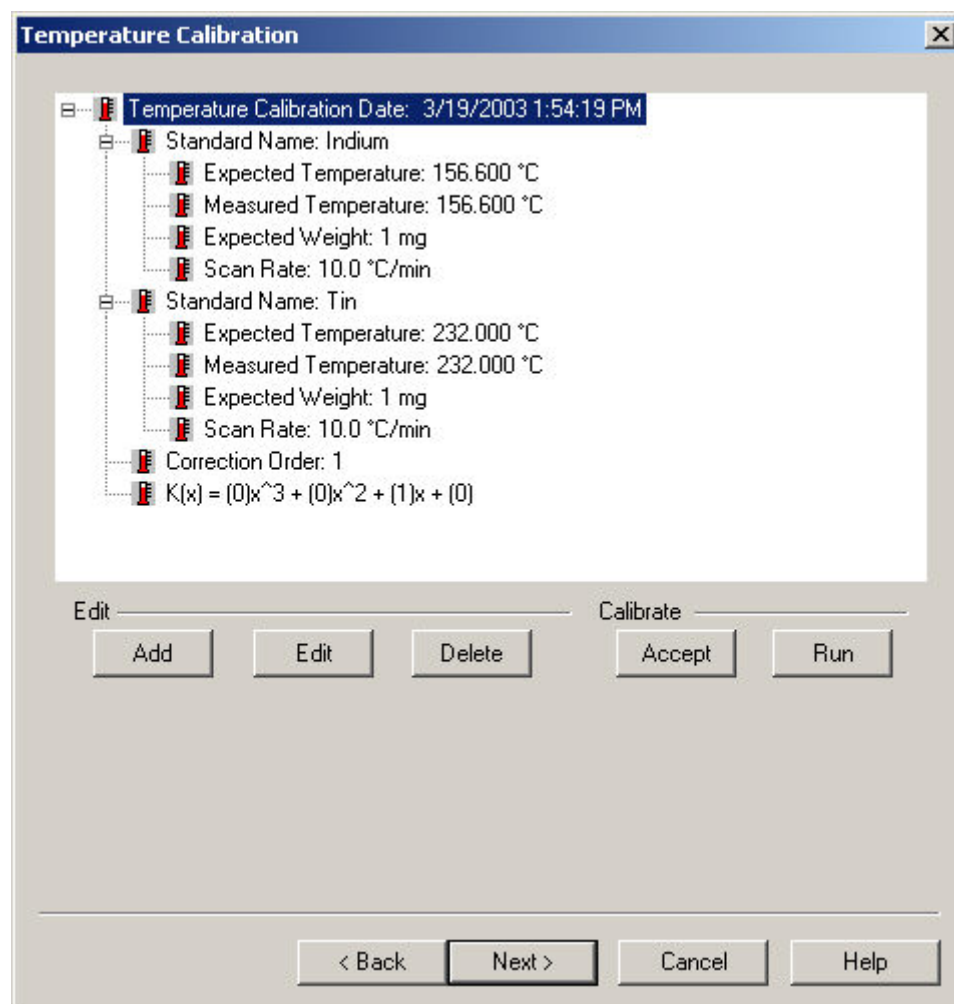 Temperature Calibration
Temperature Calibration Date:  3/19/2003 1:54:19 PM
Standard Name: Indium
Expected Temperature: 156.600 °C
Measured Temperature: 156.600 °C
Expected Weight: 1 mg
Scan Rate: 10.0 °C/min
Standard Name: Tin
Expected Temperature: 232.000 °C
Measured Temperature: 232.000 °C
Expected Weight: 1 mg
Scan Rate: 10.0 °C/min
Correction Order: 1
K(x) = (0)x^3 + (0)x^2 + (1)x + (0)
Edit Calibrate
Add Edit Delete Accept Run
< Back Next > Cancel Help